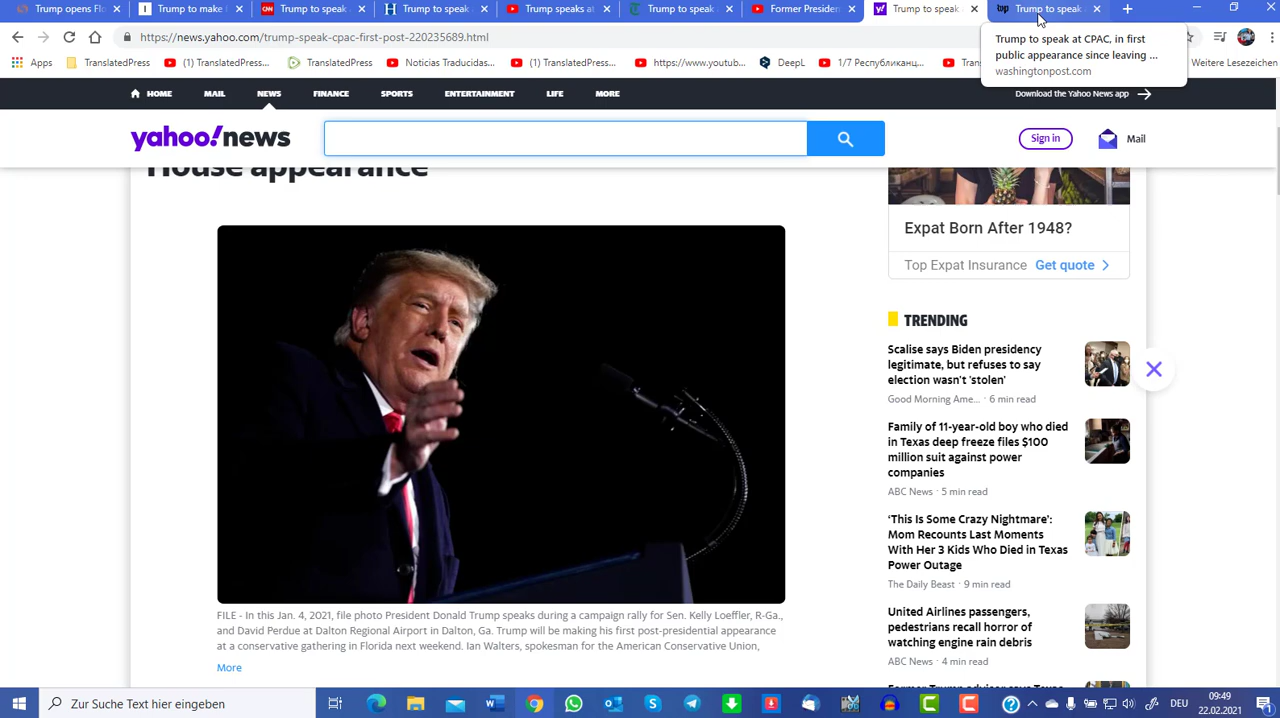 Trump opens Flo
Trump to make f
Trump to speak a
Trump to speak a
Trump speaks at
Trump to speak
Former Presiden
Trump to speak
Trump to speak
https://news.yahoo.com/trump-speak-cpac-first-post-220235689.html
Trump to speak at CPAC, in first
public appearance since leaving ...
washingtonpost.com
Apps
TranslatedPress
(1) TranslatedPress...
TranslatedPress
Noticias Traducidas...
(1) TranslatedPress...
https://www.youtub...
DeepL
1/7 Республиканц...
Weitere Lesezeichen
HOME
MAIL
NEWS
FINANCE
SPORTS
ENTERTAINMENT
LIFE
MORE
Download the Yahoo News app
yahoo!news
Sign in
Mail
House appearance
Expat Born After 1948?
Top Expat Insurance Get quote
TRENDING
Scalise says Biden presidency
legitimate, but refuses to say
election wasn't 'stolen'
Good Morning Ame... · 6 min read
Family of 11-year-old boy who died
in Texas deep freeze files $100
million suit against power
companies
ABC News · 5 min read
‘This Is Some Crazy Nightmare’:
Mom Recounts Last Moments
With Her 3 Kids Who Died in Texas
Power Outage
The Daily Beast · 9 min read
United Airlines passengers,
pedestrians recall horror of
watching engine rain debris
ABC News · 4 min read
FILE - In this Jan. 4, 2021, file photo President Donald Trump speaks during a campaign rally for Sen. Kelly Loeffler, R-Ga.,
and David Perdue at Dalton Regional Airport in Dalton, Ga. Trump will be making his first post-presidential appearance
at a conservative gathering in Florida next weekend. Ian Walters, spokesman for the American Conservative Union,
More
Zur Suche Text hier eingeben
DEU
09:49
22.02.2021